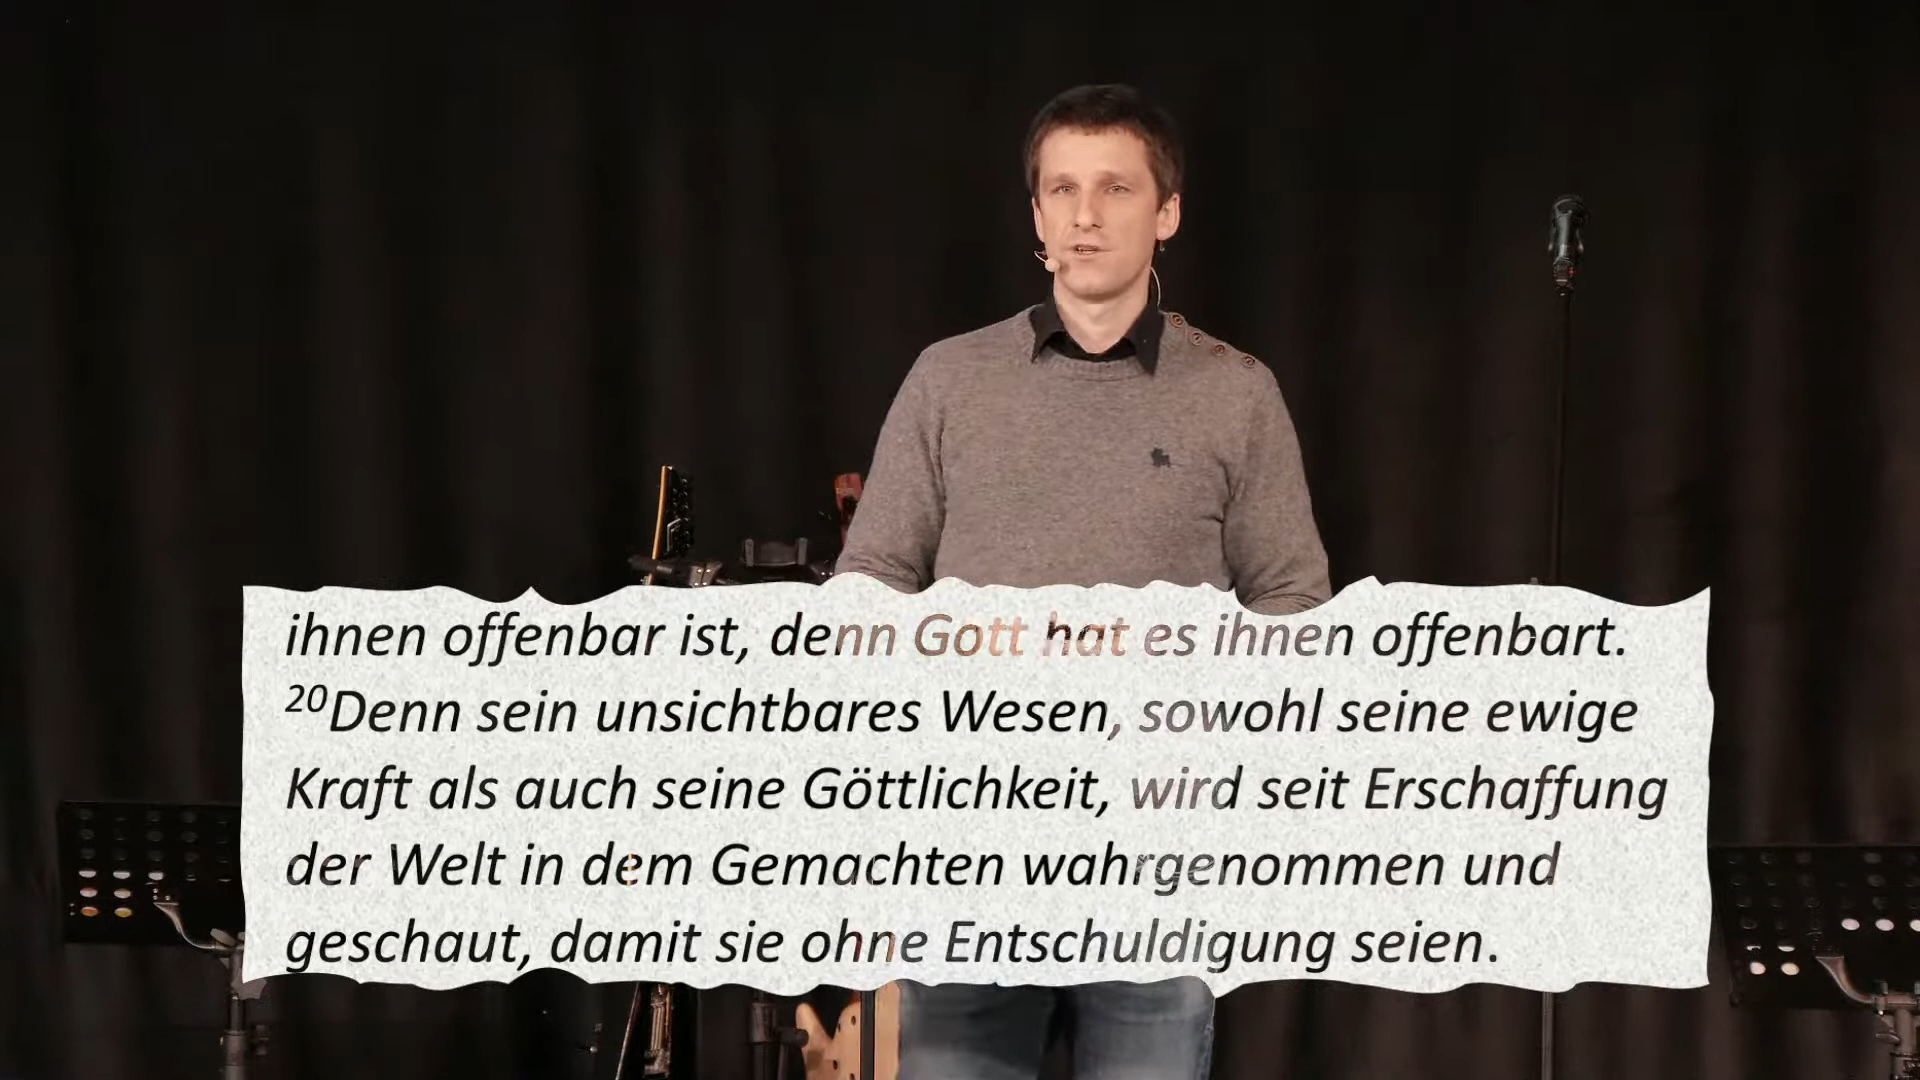 ihnen offenbar ist, denn Gott hat es ihnen offenbart.
20Denn sein unsichtbares Wesen, sowohl seine ewige
Kraft als auch seine Göttlichkeit, wird seit Erschaffung
der Welt in dem Gemachten wahrgenommen und
geschaut, damit sie ohne Entschuldigung seien.